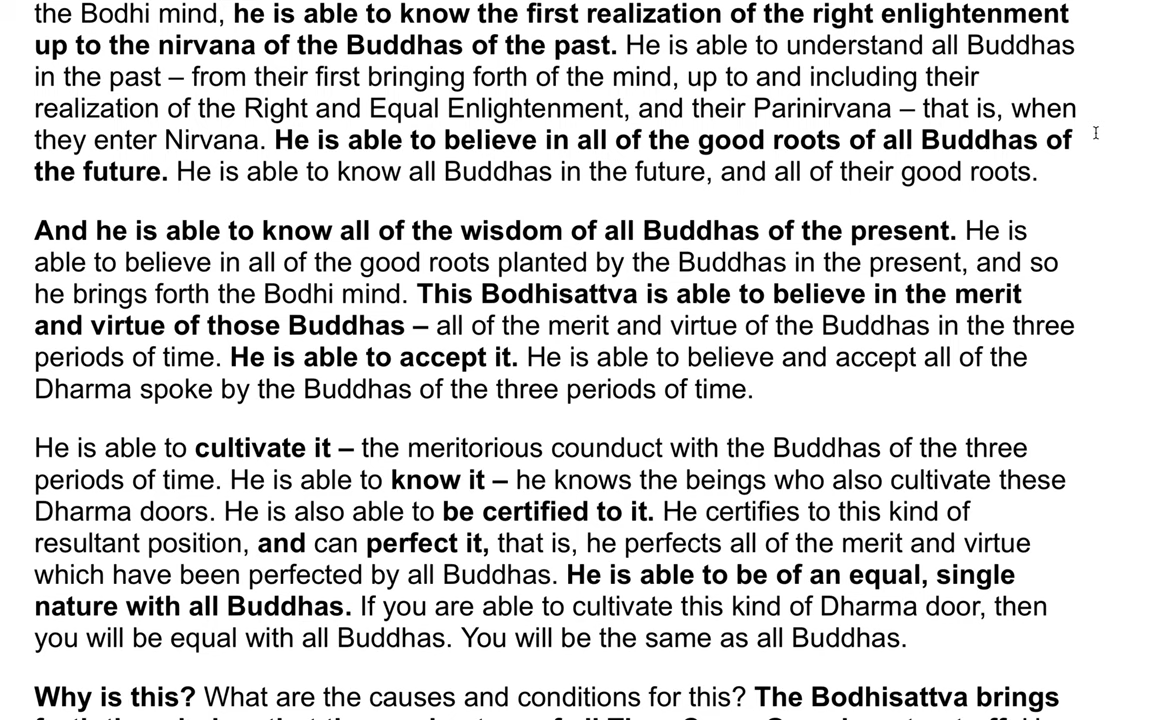 the Bodhi mind, he is able to know the first realization of the right enlightenment
up to the nirvana of the Buddhas of the past. He is able to understand all Buddhas
in the past – from their first bringing forth of the mind, up to and including their
realization of the Right and Equal Enlightenment, and their Parinirvana – that is, when
they enter Nirvana. He is able to believe in all of the good roots of all Buddhas of
the future. He is able to know all Buddhas in the future, and all of their good roots.
And he is able to know all of the wisdom of all Buddhas of the present. He is
able to believe in all of the good roots planted by the Buddhas in the present, and so
he brings forth the Bodhi mind. This Bodhisattva is able to believe in the merit
and virtue of those Buddhas – all of the merit and virtue of the Buddhas in the three
periods of time. He is able to accept it. He is able to believe and accept all of the
Dharma spoke by the Buddhas of the three periods of time.
He is able to cultivate it – the meritorious counduct with the Buddhas of the three
periods of time. He is able to know it – he knows the beings who also cultivate these
Dharma doors. He is also able to be certified to it. He certifies to this kind of
resultant position, and can perfect it, that is, he perfects all of the merit and virtue
which have been perfected by all Buddhas. He is able to be of an equal, single
nature with all Buddhas. If you are able to cultivate this kind of Dharma door, then
you will be equal with all Buddhas. You will be the same as all Buddhas.
Why is this? What are the causes and conditions for this? The Bodhisattva brings